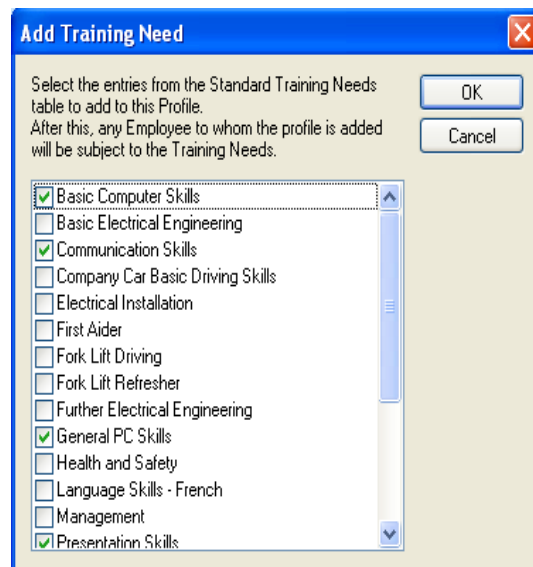 Add Training Need
Select the entries from the Standard Training Needs
table to add to this Profile.
After this, any Employee to whom the profile is added
will be subject to the Training Needs.
OK
Cancel
Basic Computer Skills
Basic Electrical Engineering
Communication Skills
Company Car Basic Driving Skills
Electrical Installation
First Aider
Fork Lift Driving
Fork Lift Refresher
Further Electrical Engineering
General PC Skills
Health and Safety
Language Skills - French
Management
Presentation Skills